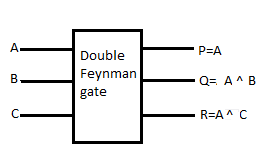 A
B
C
Double
Feynman
gate
P=A
Q=. A ^ B
R=A^ C